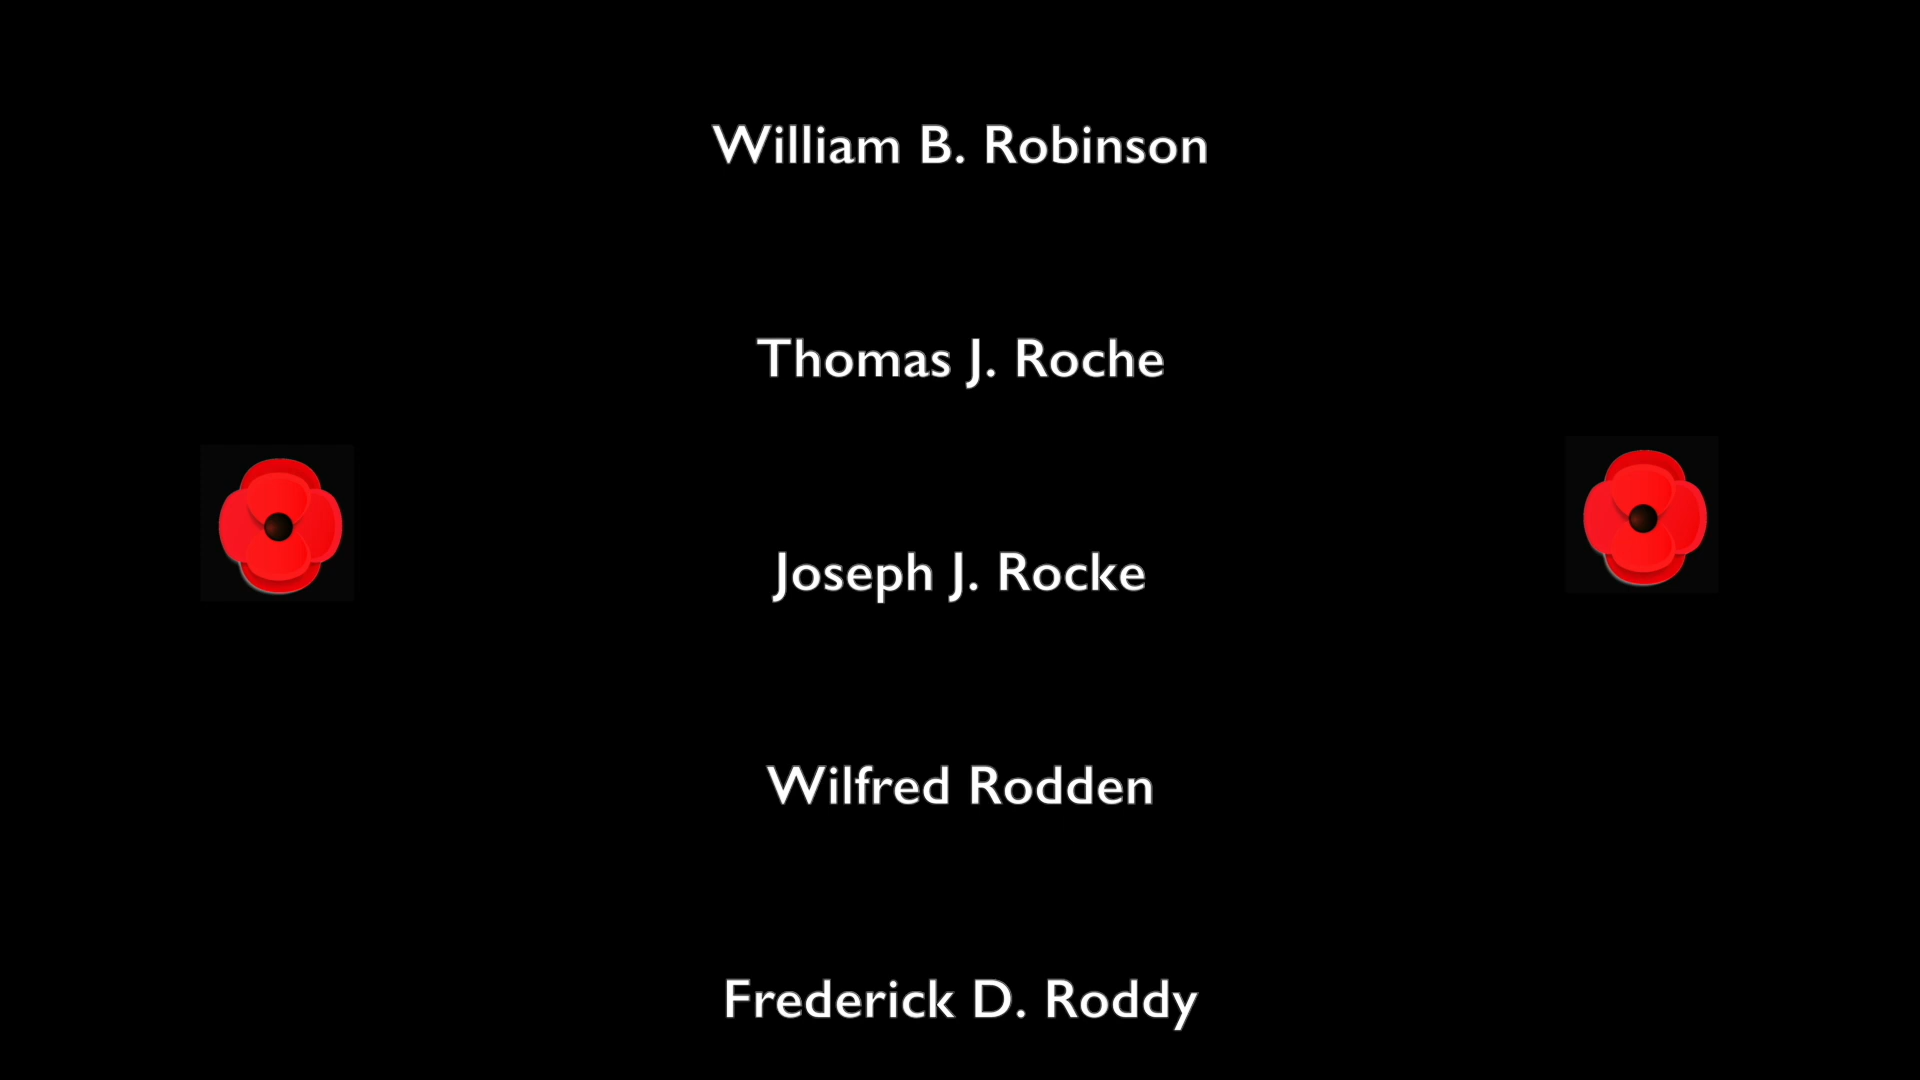 William B. Robinson
Thomas J. Roche
Joseph J. Rocke
Wilfred Rodden
Frederick D. Roddy